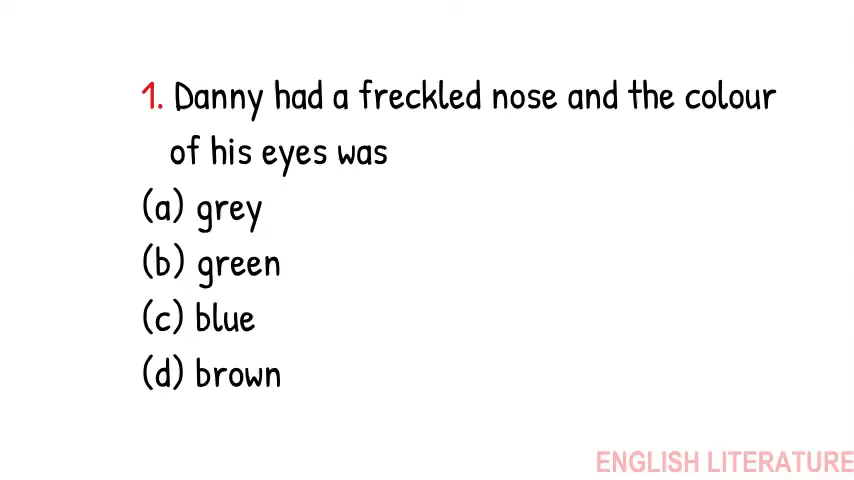 1. Danny had a freckled nose and the colour
of his eyes was
(a) grey
(b) green
(c) blue
(d) brown
ENGLISH LITERATURE